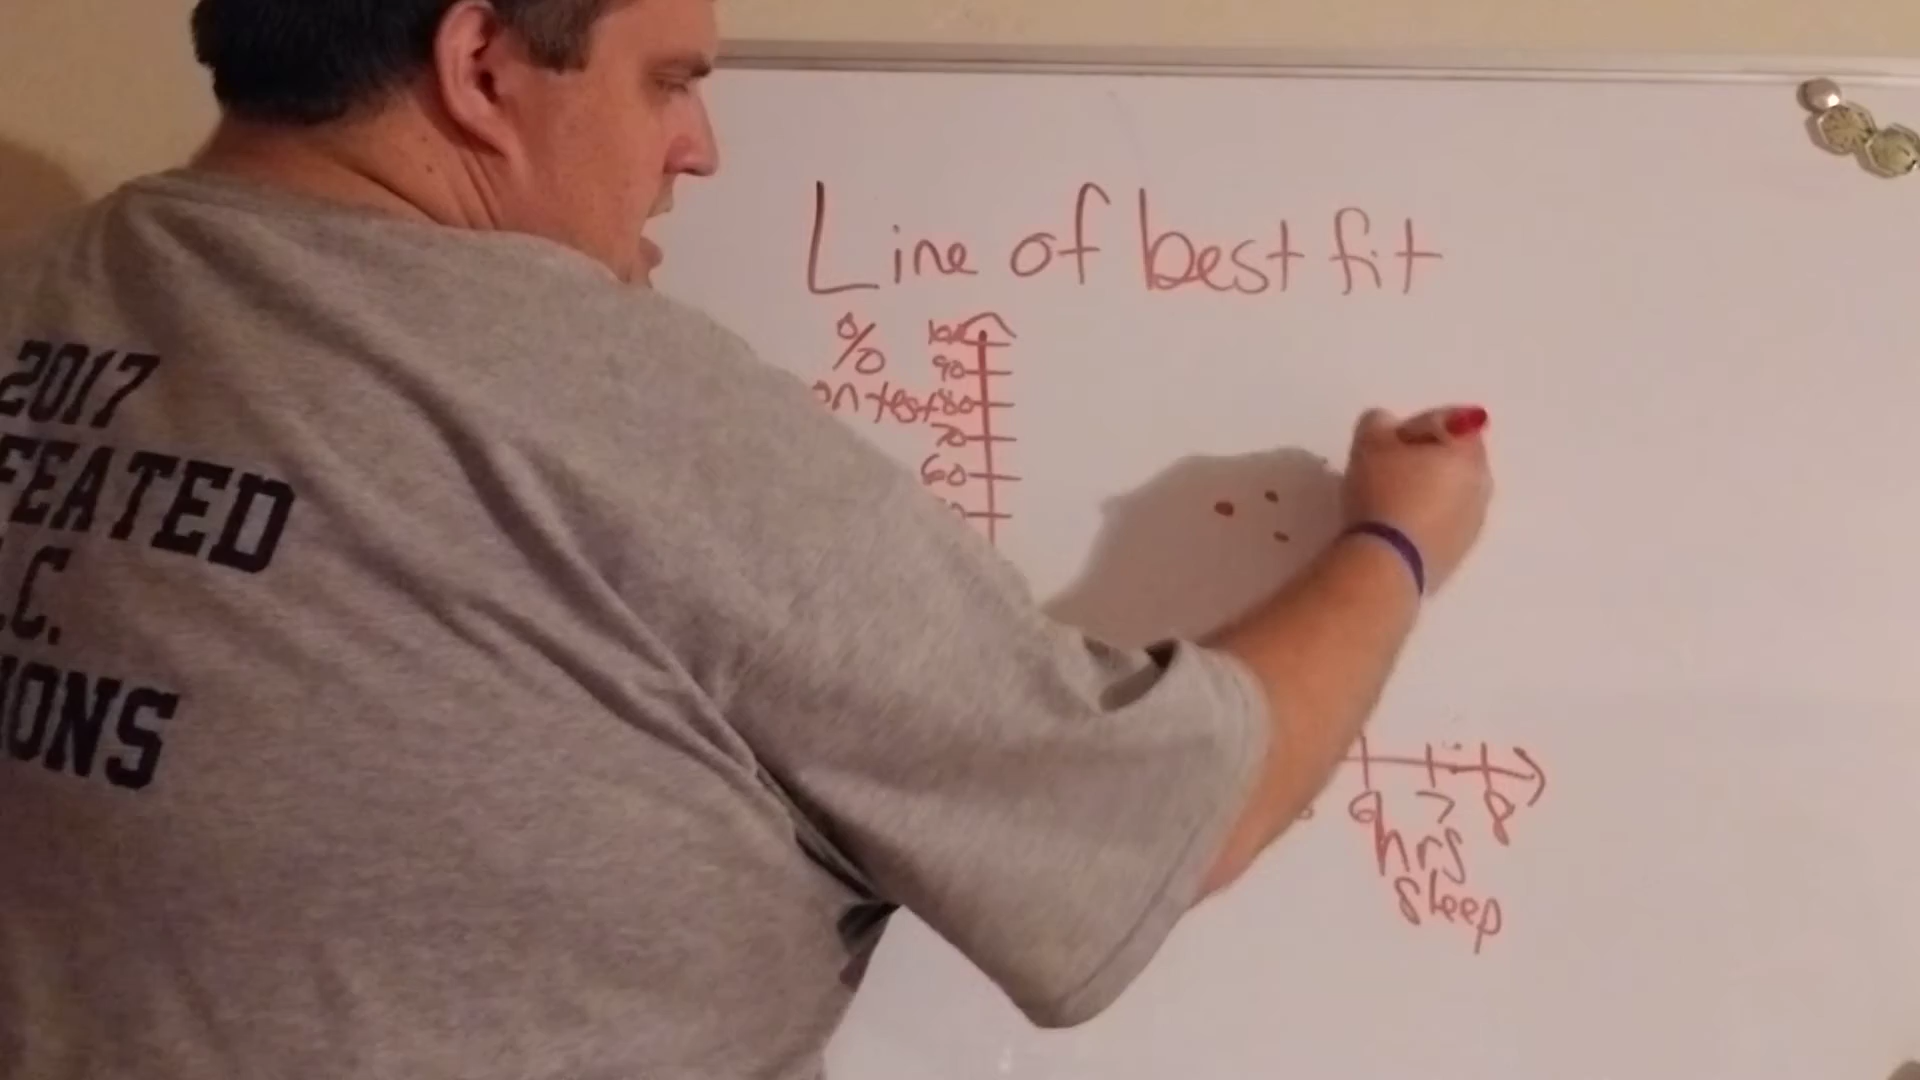 Line of best fit
%
on test
100
90
80
70
60
6 7 8
hrs
sleep
2017
FEATED
.C.
IONS